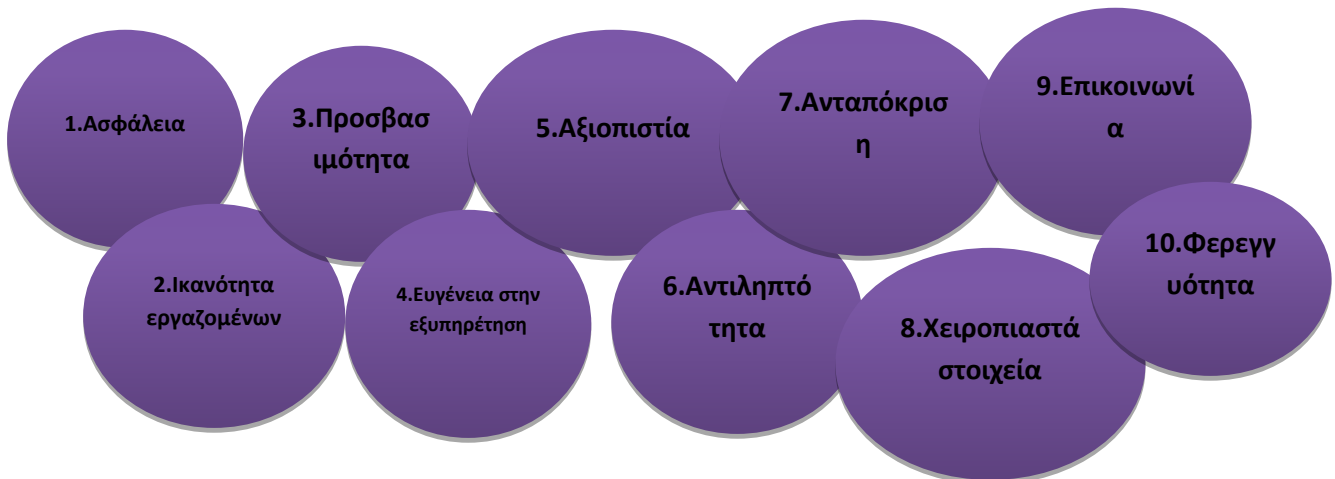 1.Ασφάλεια
2.Ικανότητα
εργαζομένων
3.Προσβασ
ιμότητα
4.Ευγένεια στην
εξυπηρέτηση
5.Αξιοπιστία
6.Αντιληπτό
τητα
7.Ανταπόκρισ
η
8.Χειροπιαστά
στοιχεία
9.Επικοινωνί
α
10.Φερεγγ
υότητα